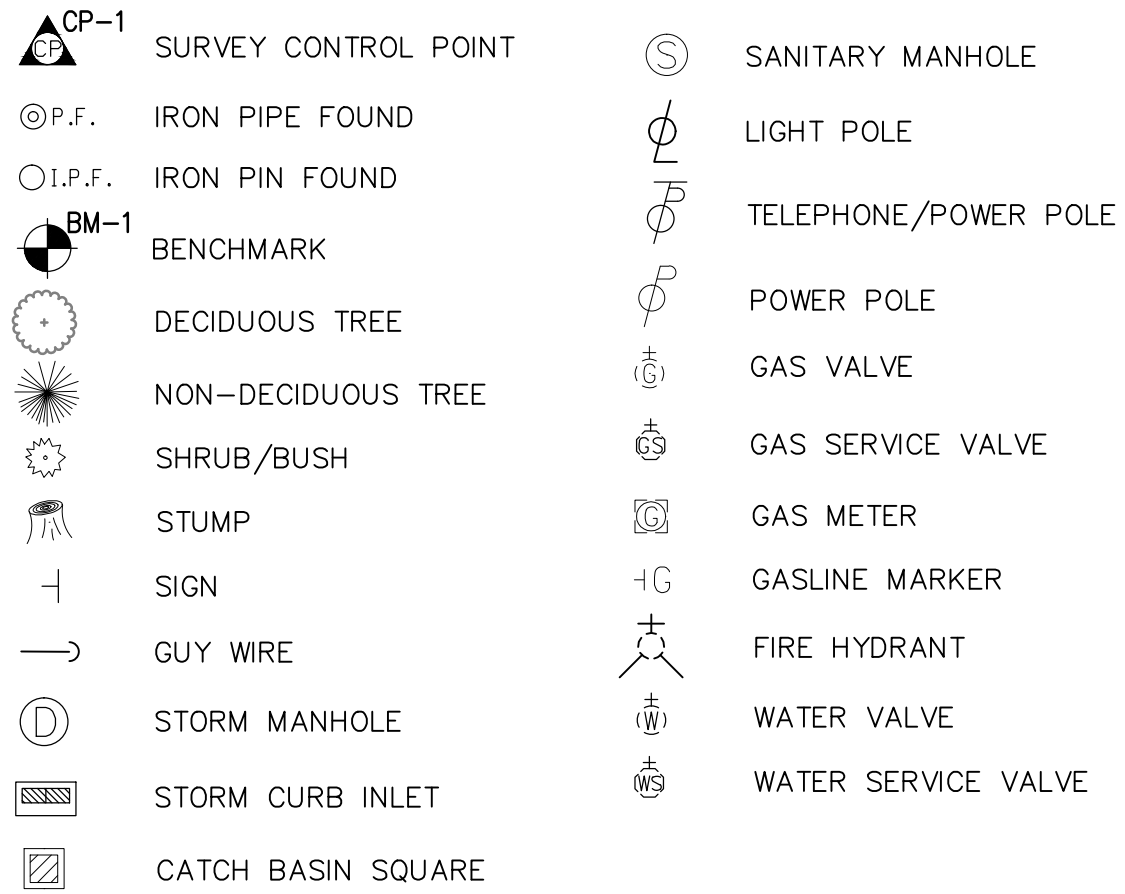 CP-1
CP SURVEY CONTROL POINT
P.F. IRON PIPE FOUND
I.P.F. IRON PIN FOUND
BM-1
BENCHMARK
DECIDUOUS TREE
NON-DECIDUOUS TREE
SHRUB/BUSH
STUMP
SIGN
GUY WIRE
D STORM MANHOLE
STORM CURB INLET
CATCH BASIN SQUARE
S SANITARY MANHOLE
LIGHT POLE
TELEPHONE/POWER POLE
POWER POLE
G GAS VALVE
GS GAS SERVICE VALVE
G GAS METER
G GASLINE MARKER
FIRE HYDRANT
W WATER VALVE
WS WATER SERVICE VALVE